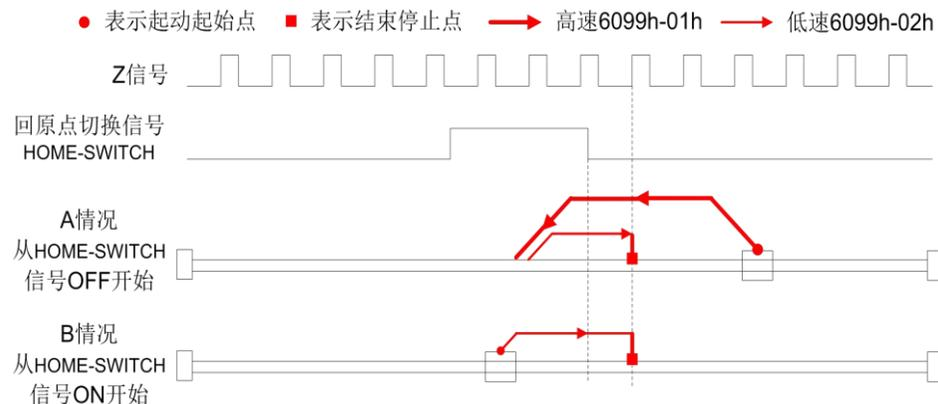 表示起动起始点 表示结束停止点 高速6099h-01h 低速6099h-02h
Z信号
回原点切换信号
HOME-SWITCH
A情况
从HOME-SWITCH
信号OFF开始
B情况
从HOME-SWITCH
信号ON开始